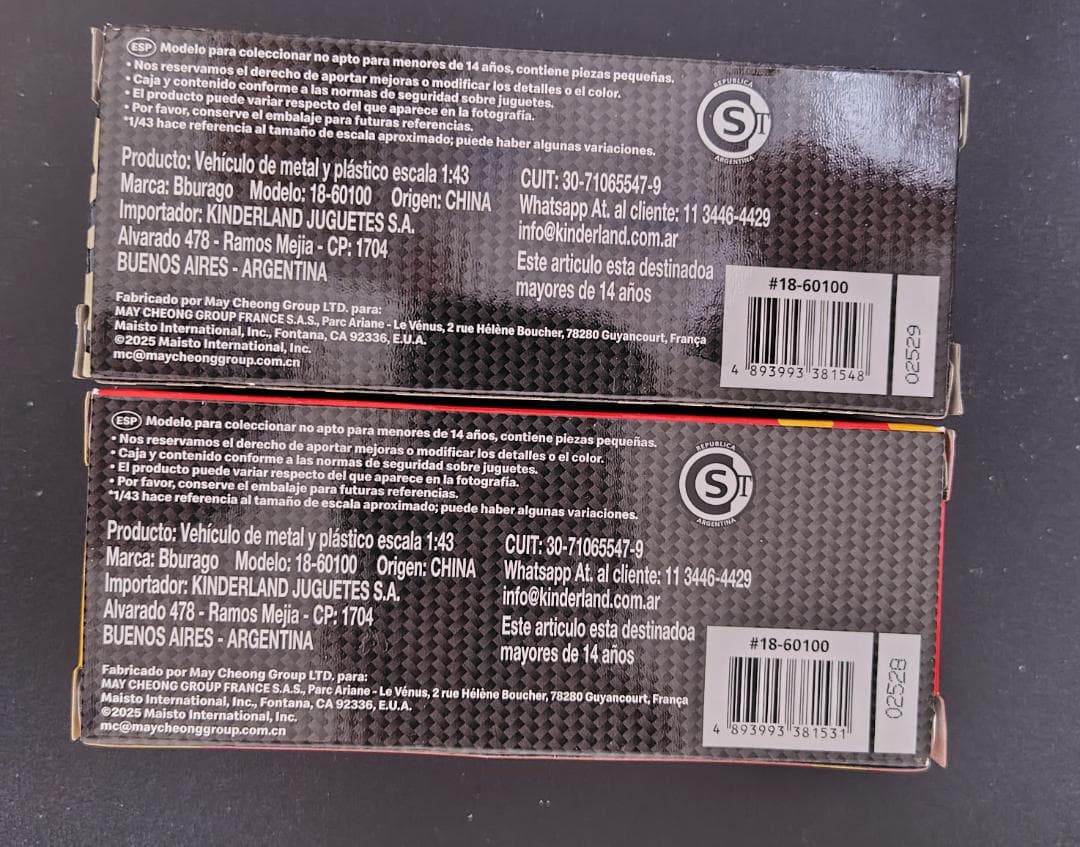 ESP Modelo para coleccionar no apto para menores de 14 años, contiene piezas pequeñas.
• Nos reservamos el derecho de aportar mejoras o modificar los detalles o el color.
• Caja y contenido conforme a las normas de seguridad sobre juguetes.
• El producto puede variar respecto del que aparece en la fotografía.
• Por favor, conserve el embalaje para futuras referencias.
*1/43 hace referencia al tamaño de escala aproximado; puede haber algunas variaciones.
REPUBLICA
S
ARGENTINA
Producto: Vehículo de metal y plástico escala 1:43
Marca: Bburago Modelo: 18-60100 Origen: CHINA
Importador: KINDERLAND JUGUETES S.A.
Alvarado 478 - Ramos Mejia - CP: 1704
BUENOS AIRES - ARGENTINA
CUIT: 30-71065547-9
Whatsapp At. al cliente: 11 3446-4429
info@kinderland.com.ar
Este articulo esta destinadoa
mayores de 14 años
Fabricado por May Cheong Group LTD. para:
MAY CHEONG GROUP FRANCE S.A.S., Parc Ariane - Le Vénus, 2 rue Hélène Boucher, 78280 Guyancourt, França
Maisto International, Inc., Fontana, CA 92336, E.U.A.
©2025 Maisto International, Inc.
mc@maycheonggroup.com.cn
#18-60100
4 893993 381548
02529
ESP Modelo para coleccionar no apto para menores de 14 años, contiene piezas pequeñas.
• Nos reservamos el derecho de aportar mejoras o modificar los detalles o el color.
• Caja y contenido conforme a las normas de seguridad sobre juguetes.
• El producto puede variar respecto del que aparece en la fotografía.
• Por favor, conserve el embalaje para futuras referencias.
*1/43 hace referencia al tamaño de escala aproximado; puede haber algunas variaciones.
REPUBLICA
S
ARGENTINA
Producto: Vehículo de metal y plástico escala 1:43
Marca: Bburago Modelo: 18-60100 Origen: CHINA
Importador: KINDERLAND JUGUETES S.A.
Alvarado 478 - Ramos Mejia - CP: 1704
BUENOS AIRES - ARGENTINA
CUIT: 30-71065547-9
Whatsapp At. al cliente: 11 3446-4429
info@kinderland.com.ar
Este articulo esta destinadoa
mayores de 14 años
Fabricado por May Cheong Group LTD. para:
MAY CHEONG GROUP FRANCE S.A.S., Parc Ariane - Le Vénus, 2 rue Hélène Boucher, 78280 Guyancourt, França
Maisto International, Inc., Fontana, CA 92336, E.U.A.
©2025 Maisto International, Inc.
mc@maycheonggroup.com.cn
#18-60100
4 893993 381531
02528